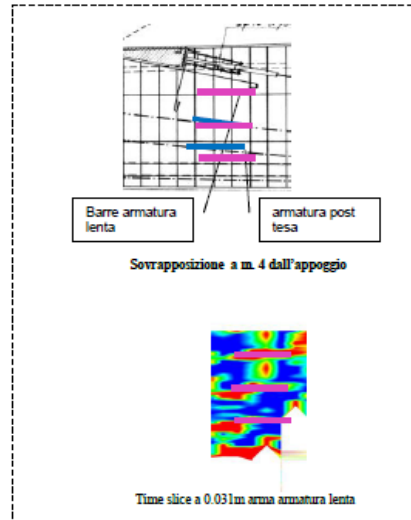 Barre armatura
lenta
armatura post
tesa
Sovrapposizione a m. 4 dall'appoggio
Time slice a 0.031m arma armatura lenta